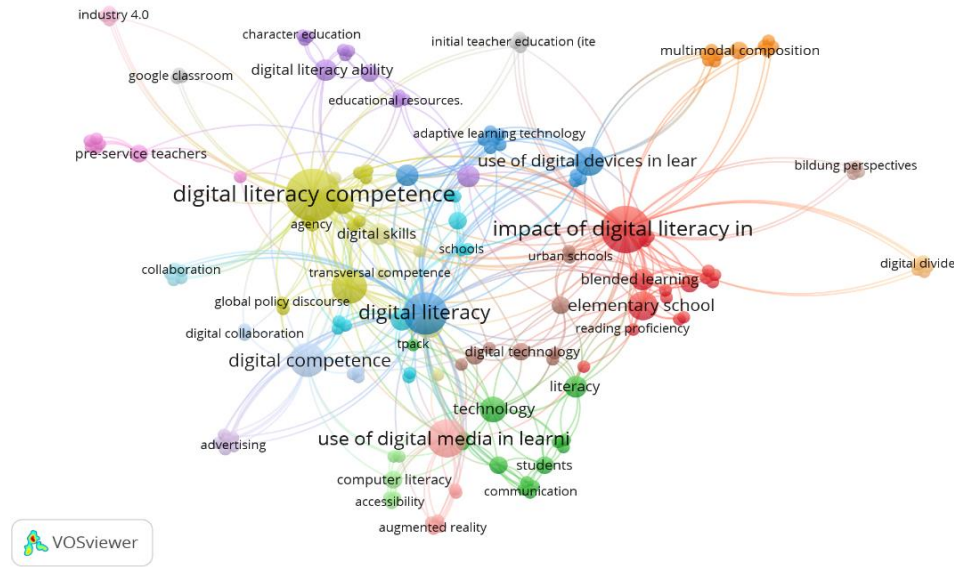 industry 4.0
character education
initial teacher education (ite
multimodal composition
digital literacy ability
google classroom
educational resources.
adaptive learning technology
pre-service teachers
use of digital devices in lear
bildung perspectives
digital literacy competence
agency
digital skills
impact of digital literacy in
schools
urban schools
collaboration
transversal competence
blended learning
digital divide
global policy discourse
digital literacy
elementary school
digital collaboration
tpack
reading proficiency
digital competence
digital technology
literacy
technology
advertising
use of digital media in learni
students
computer literacy
communication
accessibility
augmented reality
VOSviewer